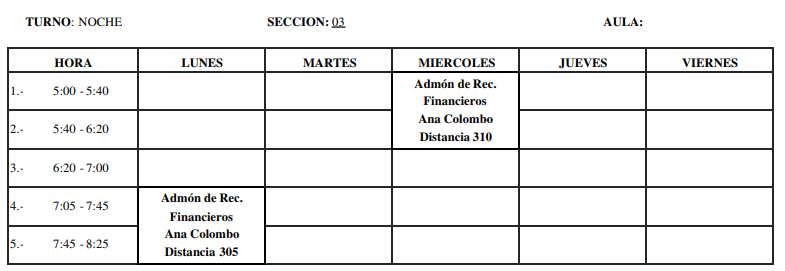 TURNO: NOCHE SECCION: 03 AULA:
HORA LUNES MARTES MIERCOLES JUEVES VIERNES
1.- 5:00 - 5:40
Admón de Rec.
Financieros
2.- 5:40 - 6:20
Ana Colombo
Distancia 310
3.- 6:20 - 7:00
4.- 7:05 - 7:45
Admón de Rec.
Financieros
5.- 7:45 - 8:25
Ana Colombo
Distancia 305